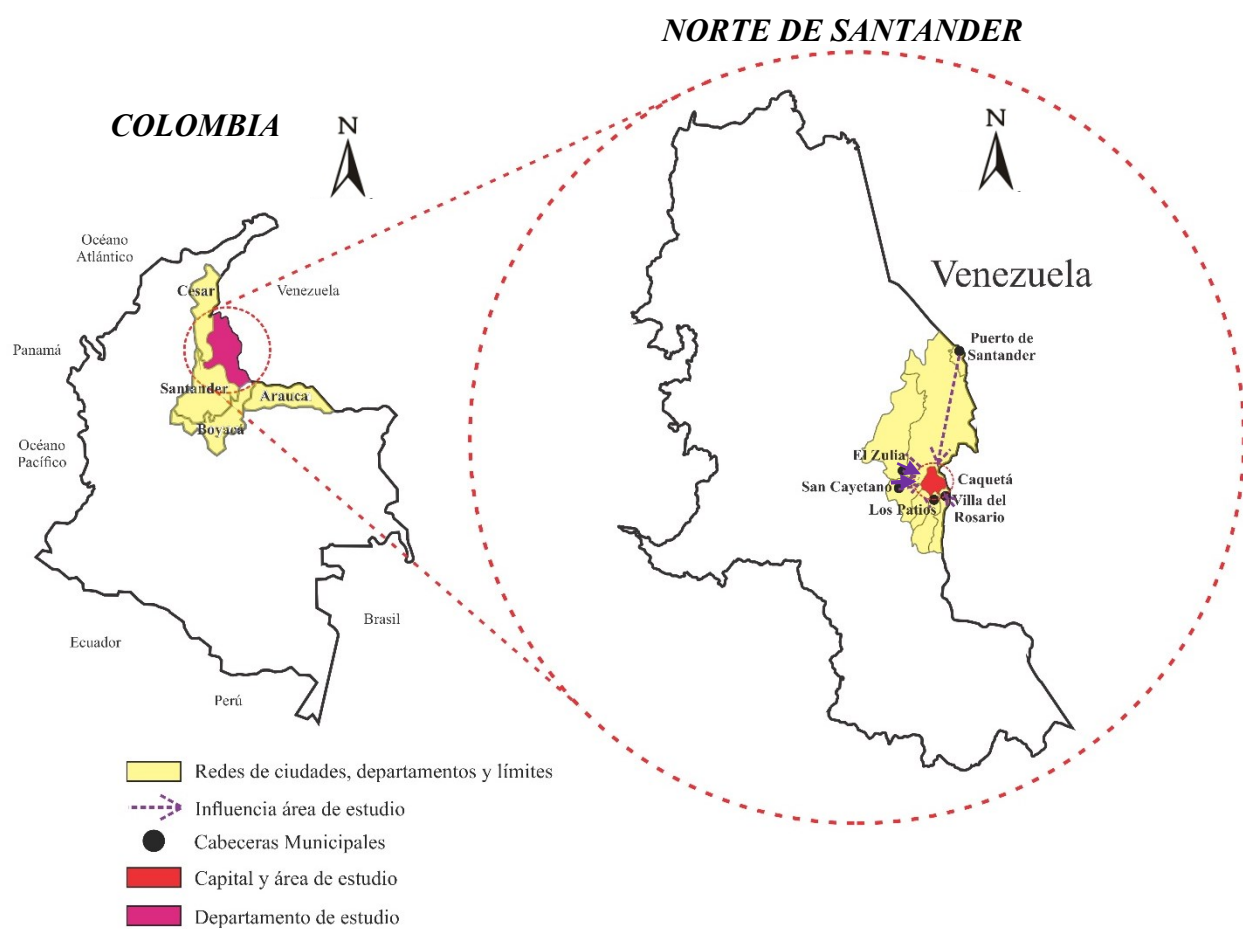 NORTE DE SANTANDER
COLOMBIA
N
N
Océano
Atlántico
Cesar
Venezuela
Venezuela
Panamá
Puerto de
Santander
Santander
Arauca
Boyacá
Océano
Pacífico
El Zulia
San Cayetano
Caquetá
Los Patios
Villa del
Rosario
Brasil
Ecuador
Perú
Redes de ciudades, departamentos y límites
Influencia área de estudio
Cabeceras Municipales
Capital y área de estudio
Departamento de estudio